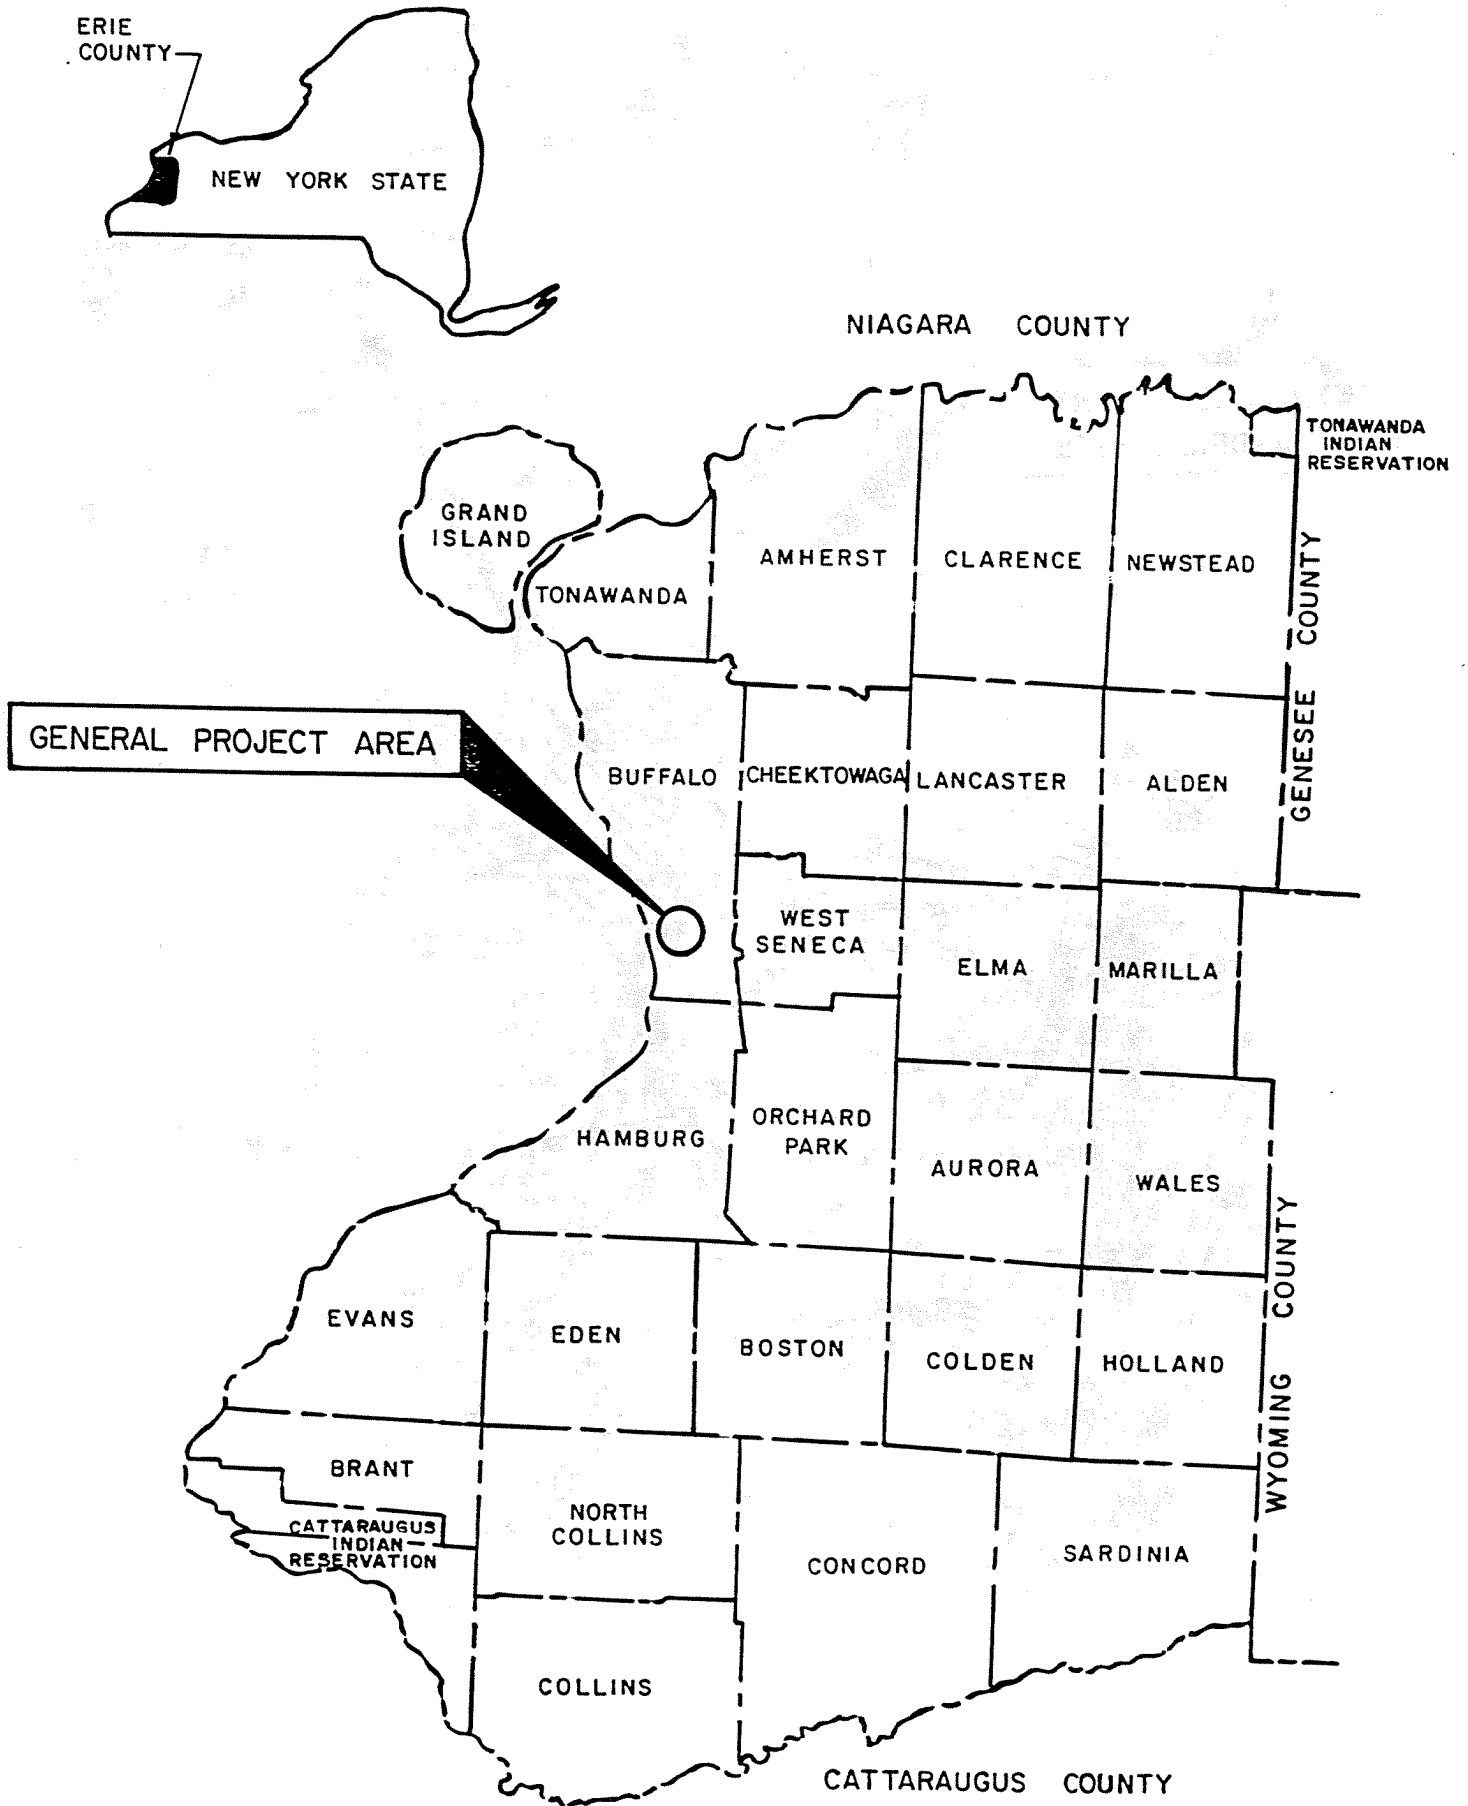 ERIE
COUNTY
NEW YORK STATE
NIAGARA COUNTY
TONAWANDA
INDIAN
RESERVATION
GRAND
ISLAND
TONAWANDA
AMHERST
CLARENCE
NEWSTEAD
GENESEE COUNTY
GENERAL PROJECT AREA
BUFFALO
CHEEKTOWAGA
LANCASTER
ALDEN
WEST
SENECA
ELMA
MARILLA
HAMBURG
ORCHARD
PARK
AURORA
WALES
WYOMING COUNTY
EVANS
EDEN
BOSTON
COLDEN
HOLLAND
BRANT
CATTARAUGUS
INDIAN
RESERVATION
NORTH
COLLINS
CONCORD
SARDINIA
COLLINS
CATTARAUGUS COUNTY